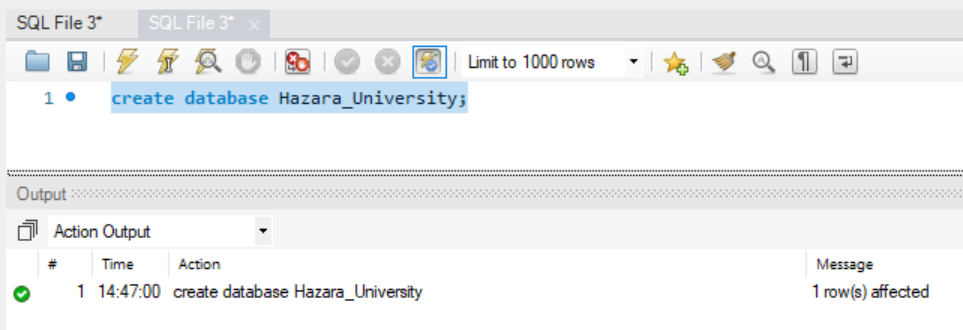 SQL File 3* SQL File 3* ×
Limit to 1000 rows
1 create database Hazara_University;
Output
Action Output
# Time Action Message
1 14:47:00 create database Hazara_University 1 row(s) affected